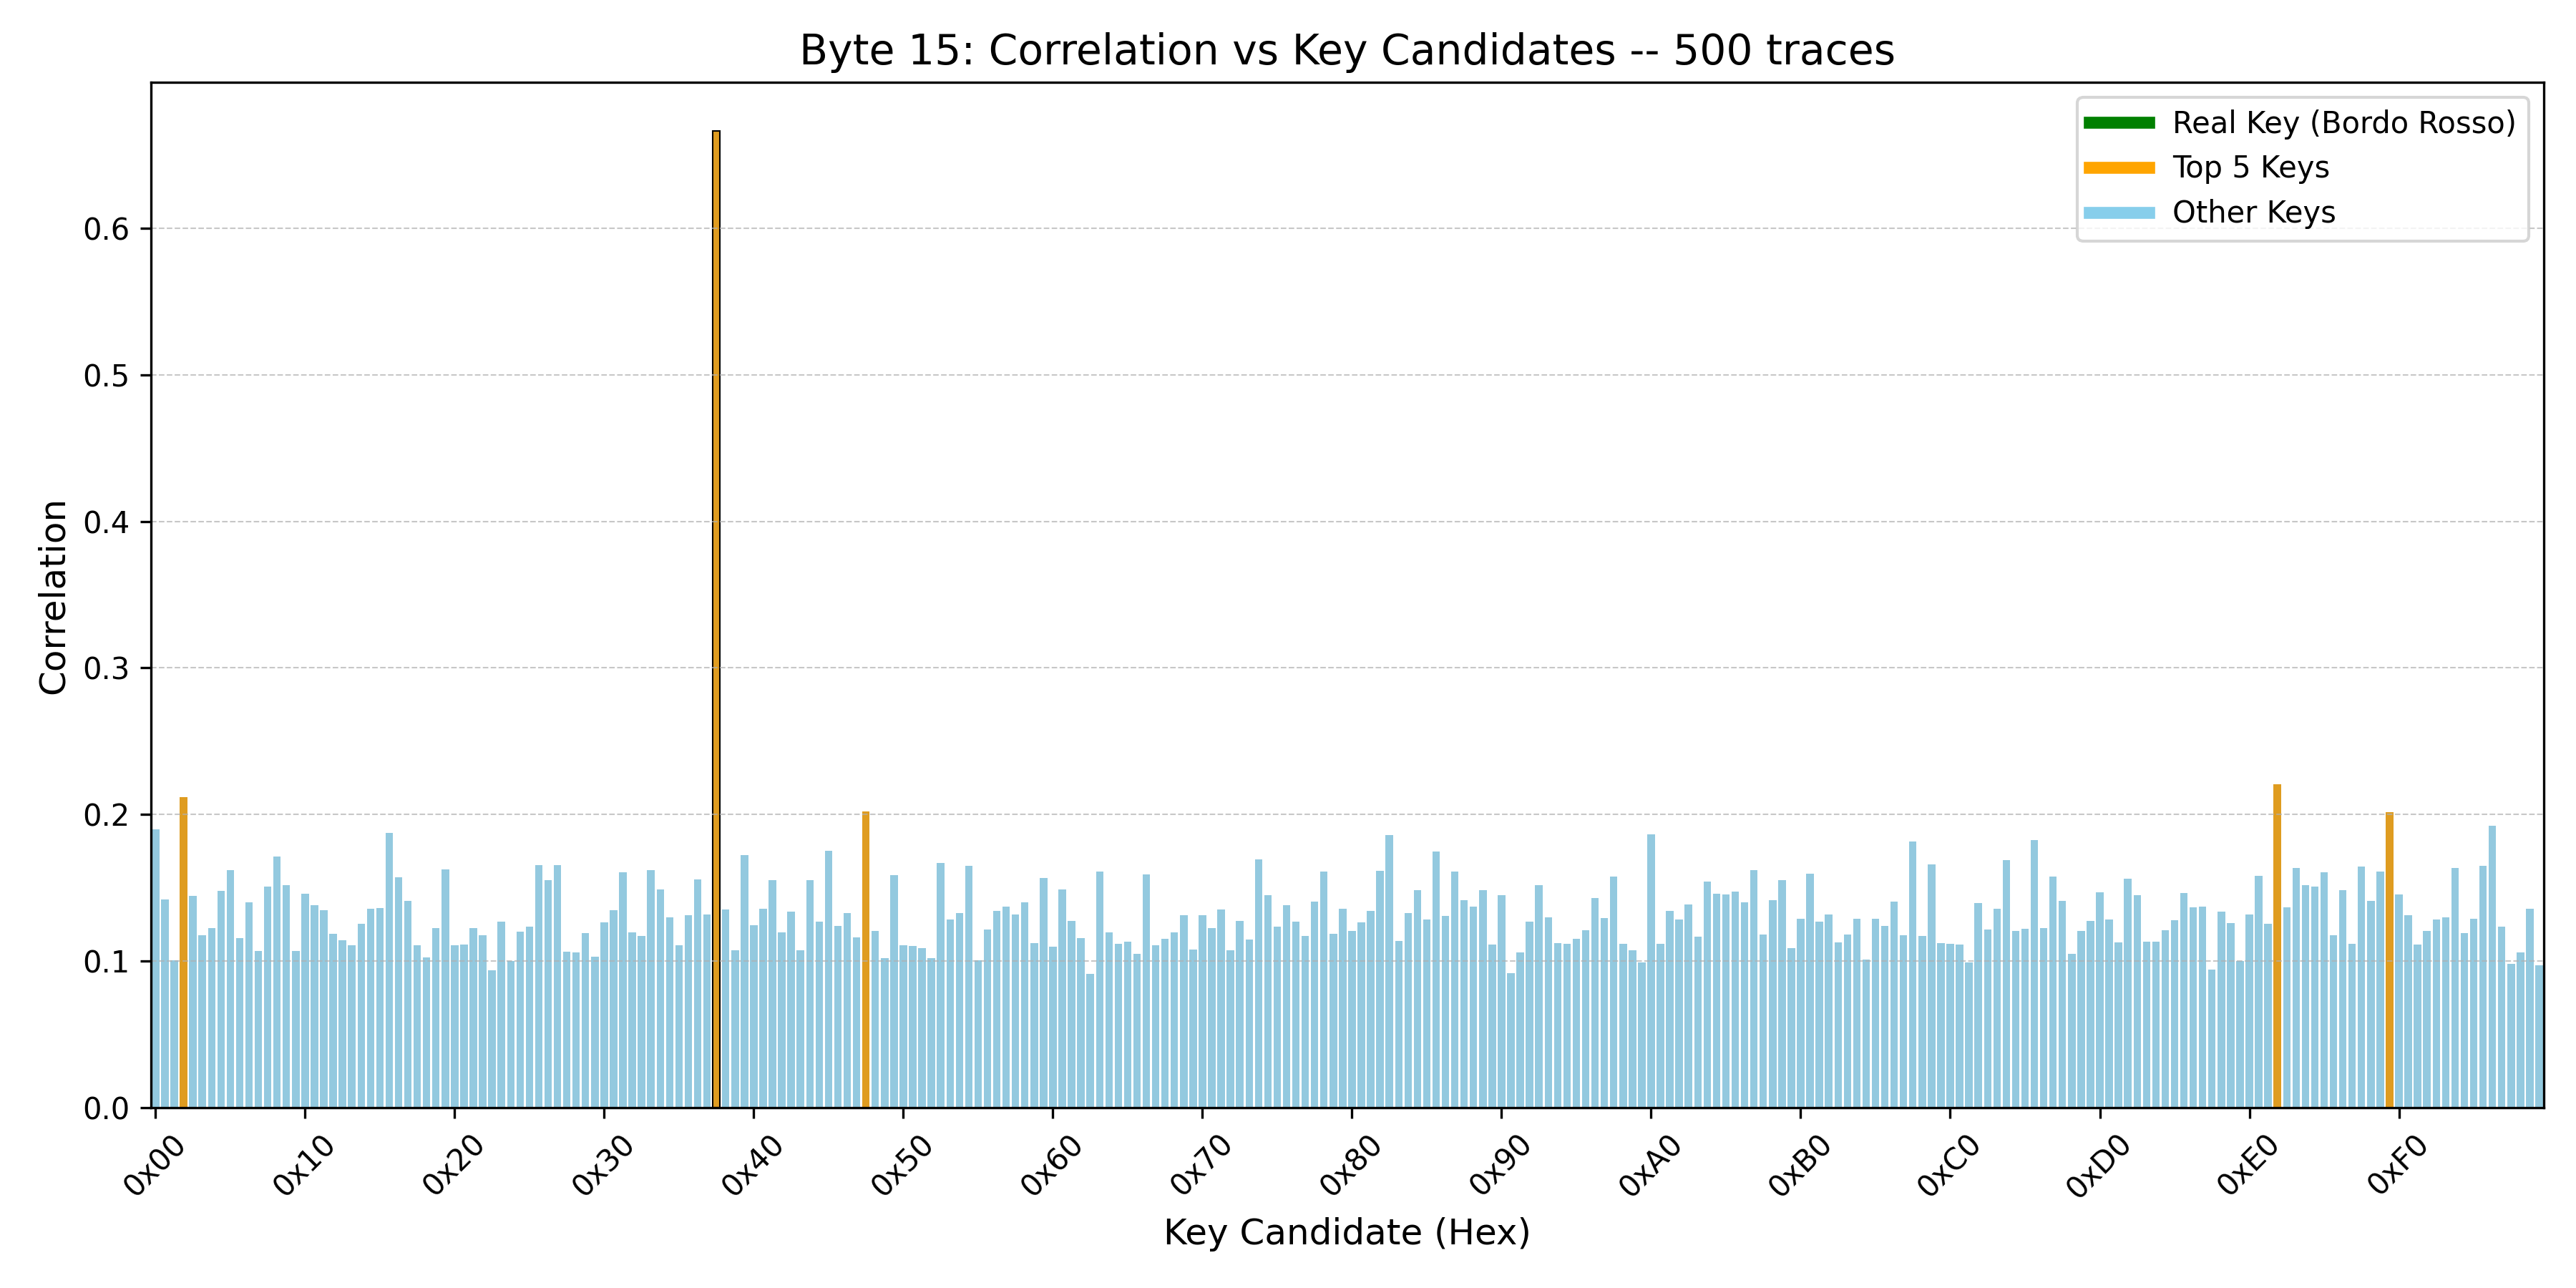 Byte 15: Correlation vs Key Candidates -- 500 traces
Real Key (Bordo Rosso)
Top 5 Keys
Other Keys
Correlation
0.6
0.5
0.4
0.3
0.2
0.1
0.0
0x00 0x10 0x20 0x30 0x40 0x50 0x60 0x70 0x80 0x90 0xA0 0xB0 0xC0 0xD0 0xE0 0xF0
Key Candidate (Hex)